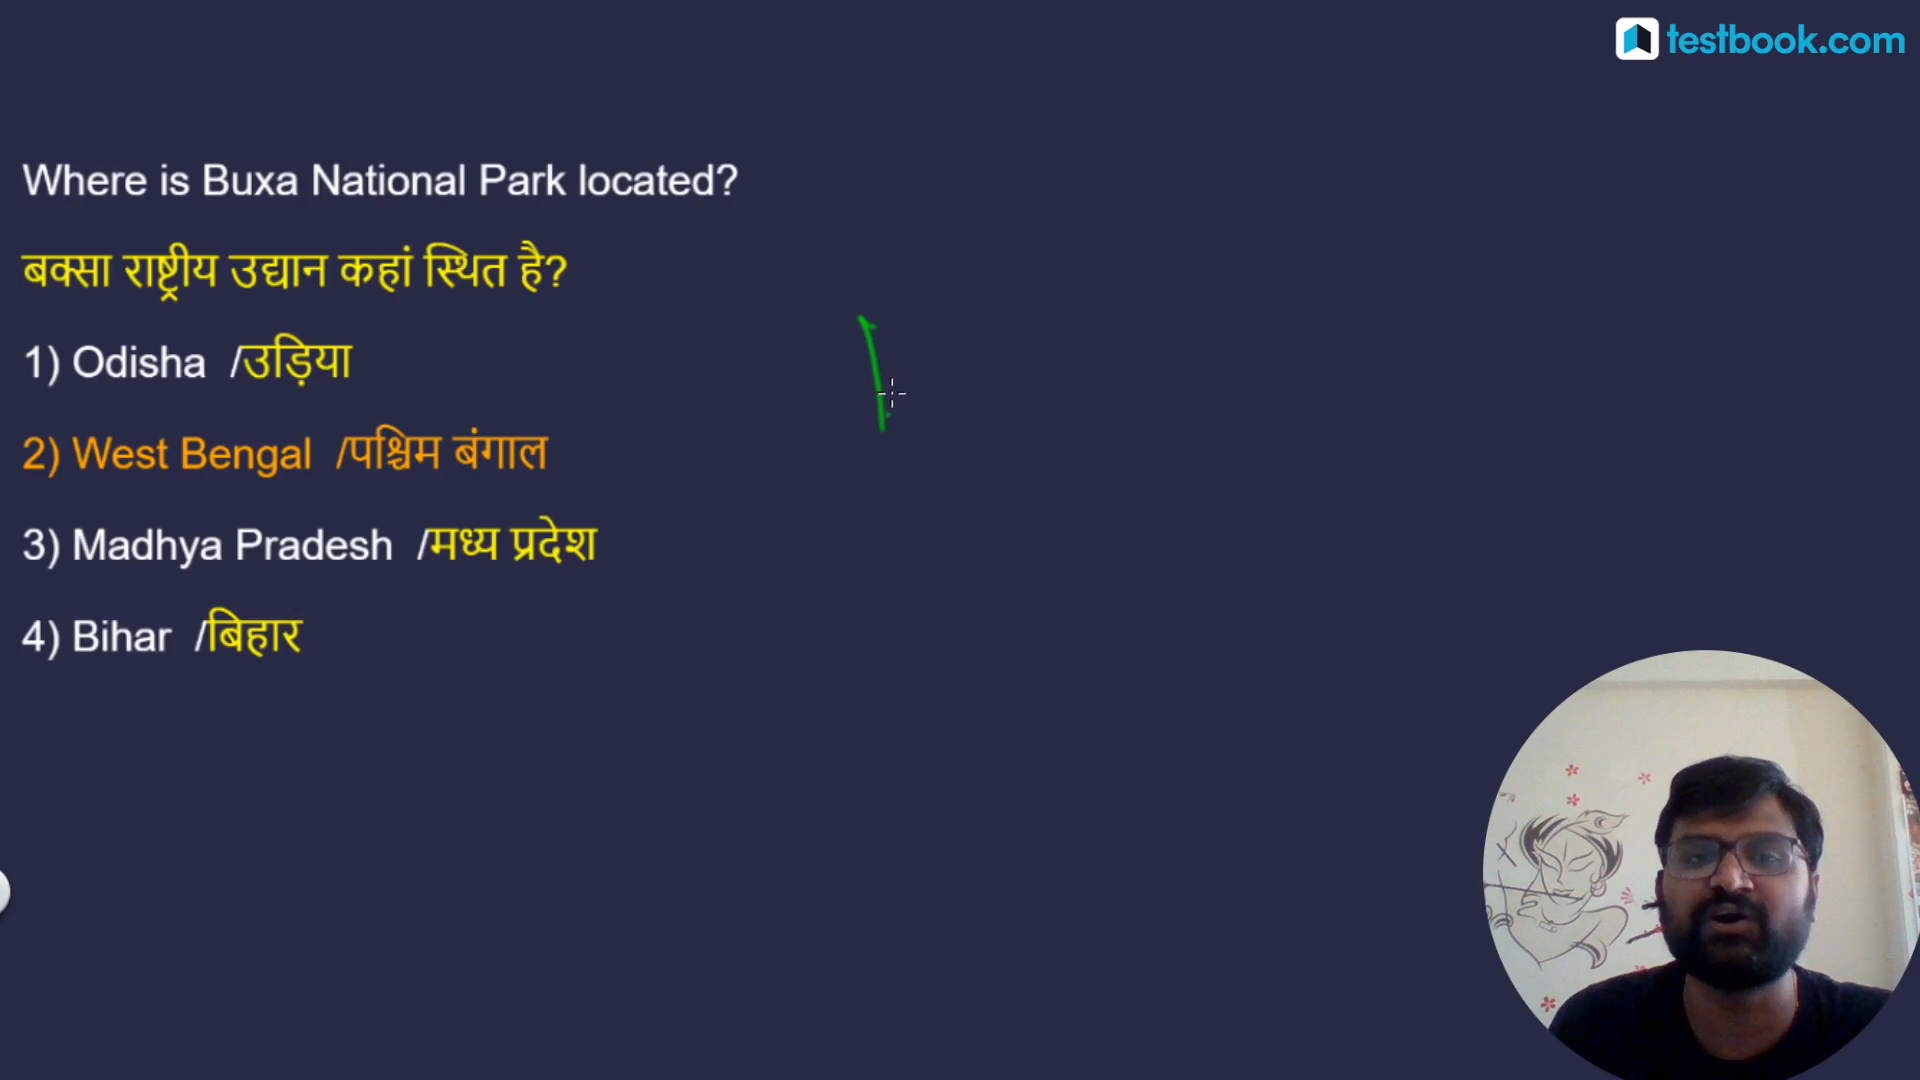 testbook.com
Where is Buxa National Park located?
बक्सा राष्ट्रीय उद्यान कहां स्थित है?
1) Odisha /उड़िया
2) West Bengal /पश्चिम बंगाल
3) Madhya Pradesh /मध्य प्रदेश
4) Bihar /बिहार